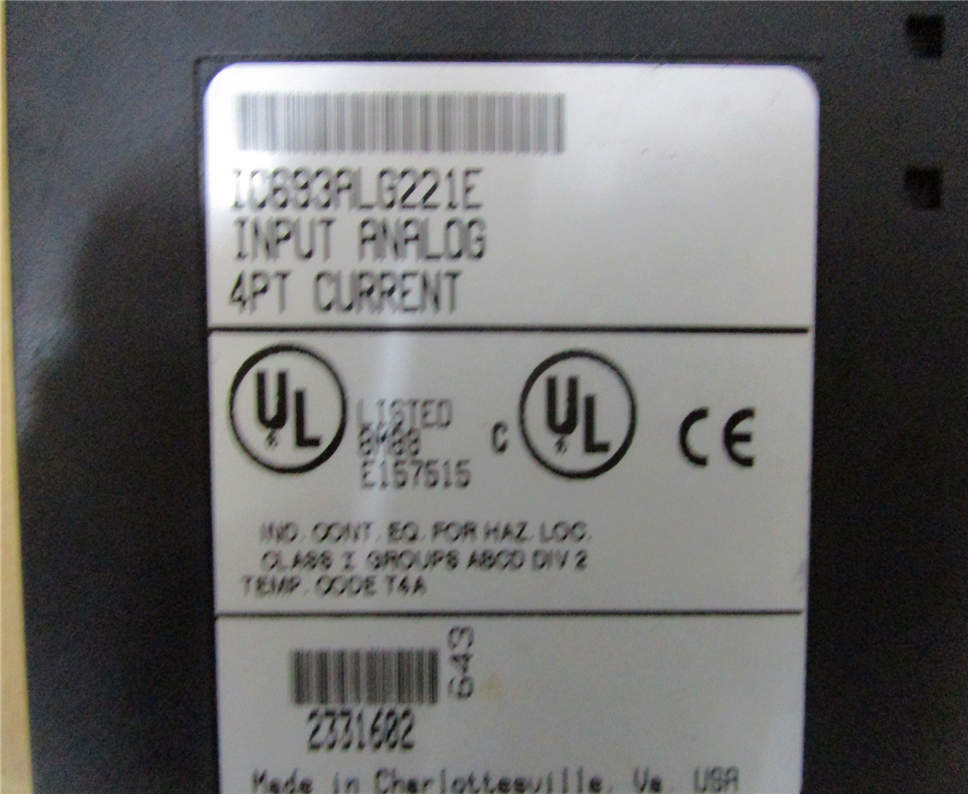 IC693ALG221E
INPUT ANALOG
4PT CURRENT
UL
LISTED
E157515
C UL CE
IND. CONT. EQ. FOR HAZ. LOC.
CLASS I GROUPS ABCD DIV 2
TEMP. CODE T4A
643
2331602
Made in Charlottesville, Va. USA